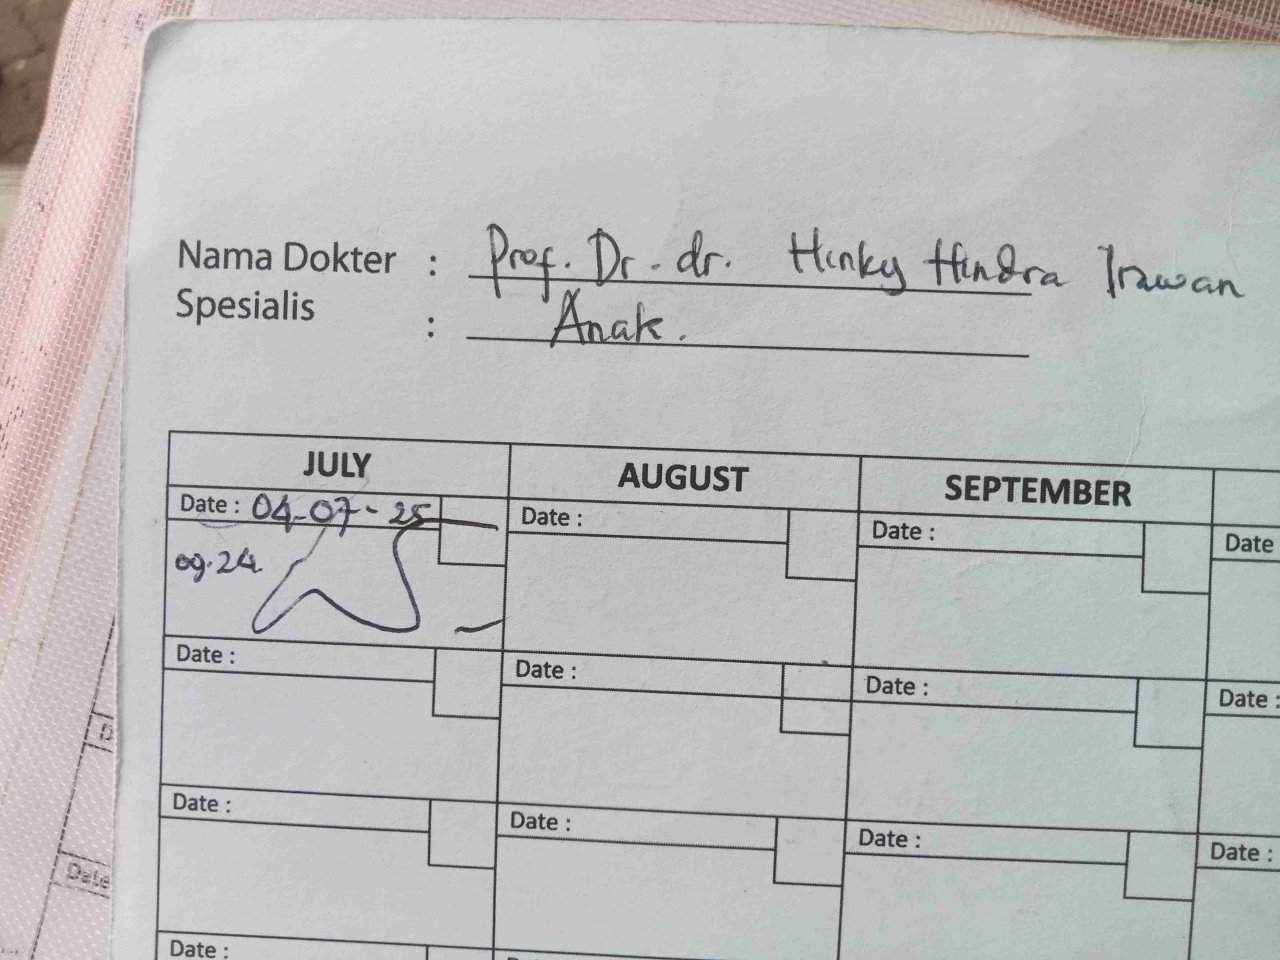 Nama Dokter : Prof. Dr. dr. Hinky Hindra Irawan
Spesialis : Anak.
JULY AUGUST SEPTEMBER
Date : 04-07-25 Date : Date : Date
09.24
Date : Date : Date : Date :
Date : Date : Date : Date :
Date :
Date